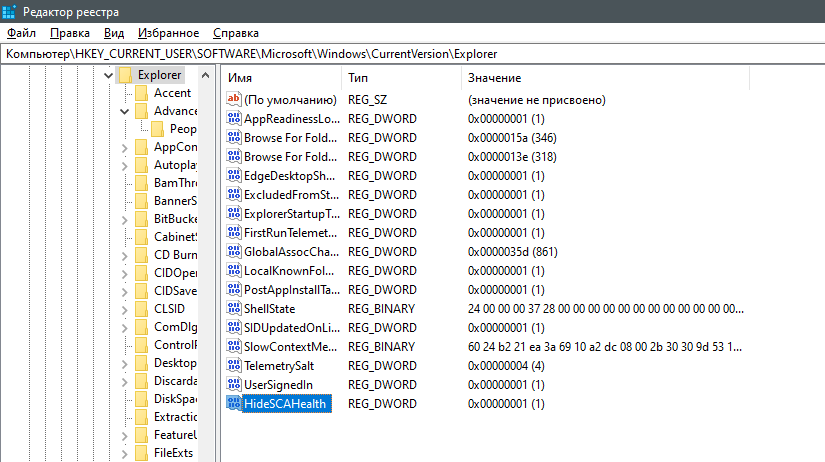 Редактор реестра
Файл Правка Вид Избранное Справка
Компьютер\HKEY_CURRENT_USER\SOFTWARE\Microsoft\Windows\CurrentVersion\Explorer
Explorer
Accent
Advance
Peop
AppCon
Autoplay
BamThr
BannerS
BitBucke
Cabinet
CD Burn
CIDOpe
CIDSave
CLSID
ComDlg
ControlP
Desktop
Discarda
DiskSpa
Extractio
FeatureU
FileExts
Имя Тип Значение
(По умолчанию) REG_SZ (значение не присвоено)
AppReadinessLo... REG_DWORD 0x00000001 (1)
Browse For Fold... REG_DWORD 0x0000015a (346)
Browse For Fold... REG_DWORD 0x0000013e (318)
EdgeDesktopSh... REG_DWORD 0x00000001 (1)
ExcludedFromSt... REG_DWORD 0x00000001 (1)
ExplorerStartupT... REG_DWORD 0x00000001 (1)
FirstRunTelemet... REG_DWORD 0x00000001 (1)
GlobalAssocCha... REG_DWORD 0x0000035d (861)
LocalKnownFol... REG_DWORD 0x00000001 (1)
PostAppInstallTa... REG_DWORD 0x00000001 (1)
ShellState REG_BINARY 24 00 00 00 37 28 00 00 00 00 00 00 00 00 00 00 00 00...
SIDUpdatedOnLi... REG_DWORD 0x00000001 (1)
SlowContextMe... REG_BINARY 60 24 b2 21 ea 3a 69 10 a2 dc 08 00 2b 30 30 9d 53 1...
TelemetrySalt REG_DWORD 0x00000004 (4)
UserSignedIn REG_DWORD 0x00000001 (1)
HideSCAHealth REG_DWORD 0x00000001 (1)